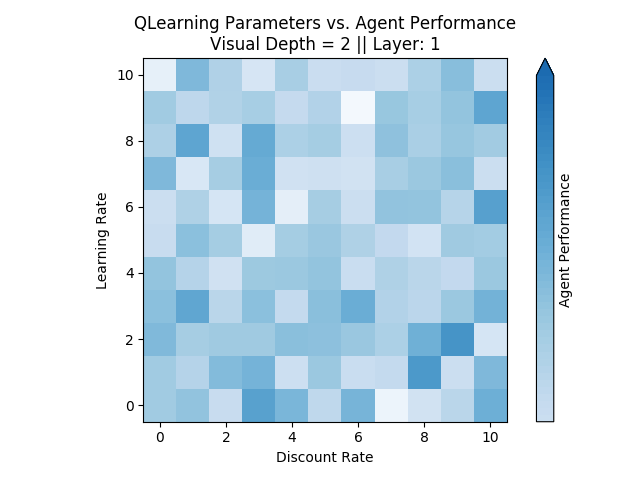 QLearning Parameters vs. Agent Performance
Visual Depth = 2 || Layer: 1
10
8
6
4
2
0
Learning Rate
0 2 4 6 8 10
Discount Rate
Agent Performance